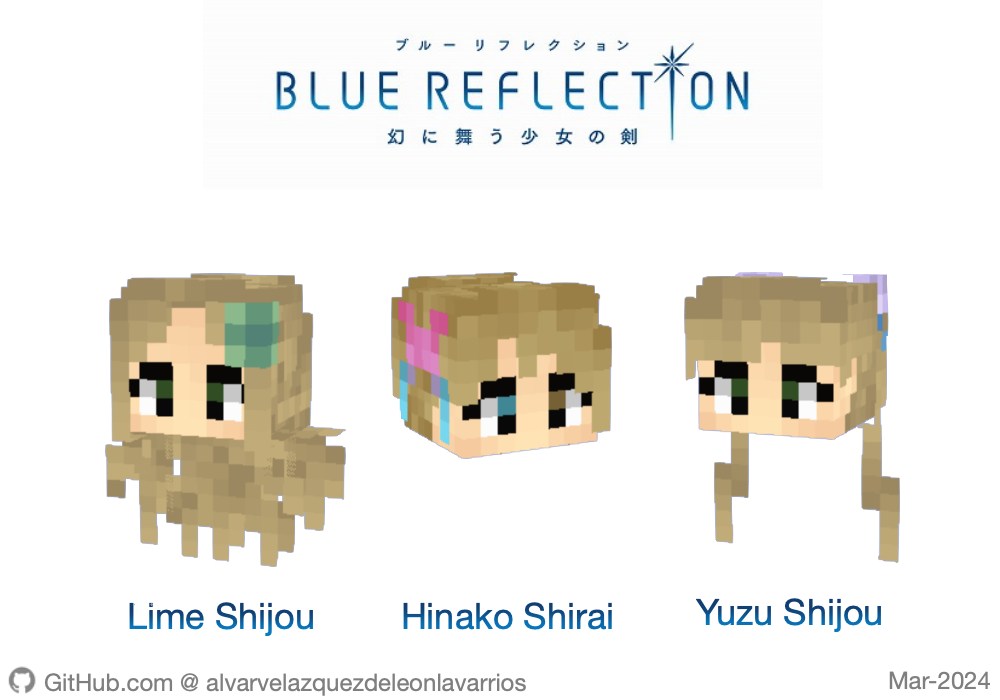 ブルー リフレクション
BLUE REFLECTION
幻に舞う少女の剣
Lime Shijou
Hinako Shirai
Yuzu Shijou
GitHub.com @ alvarvelazquezdeleonlavarrios
Mar-2024